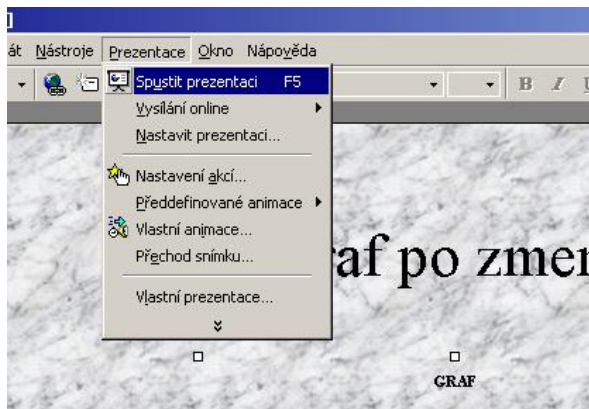 át Nástroje Prezentace Okno Nápověda
B I U
Spustit prezentaci F5
Vysílání online
Nastavit prezentaci...
Nastavení akcí...
Předdefinované animace
Vlastní animace...
Přechod snímku...
Vlastní prezentace...
raf po zmen
GRAF